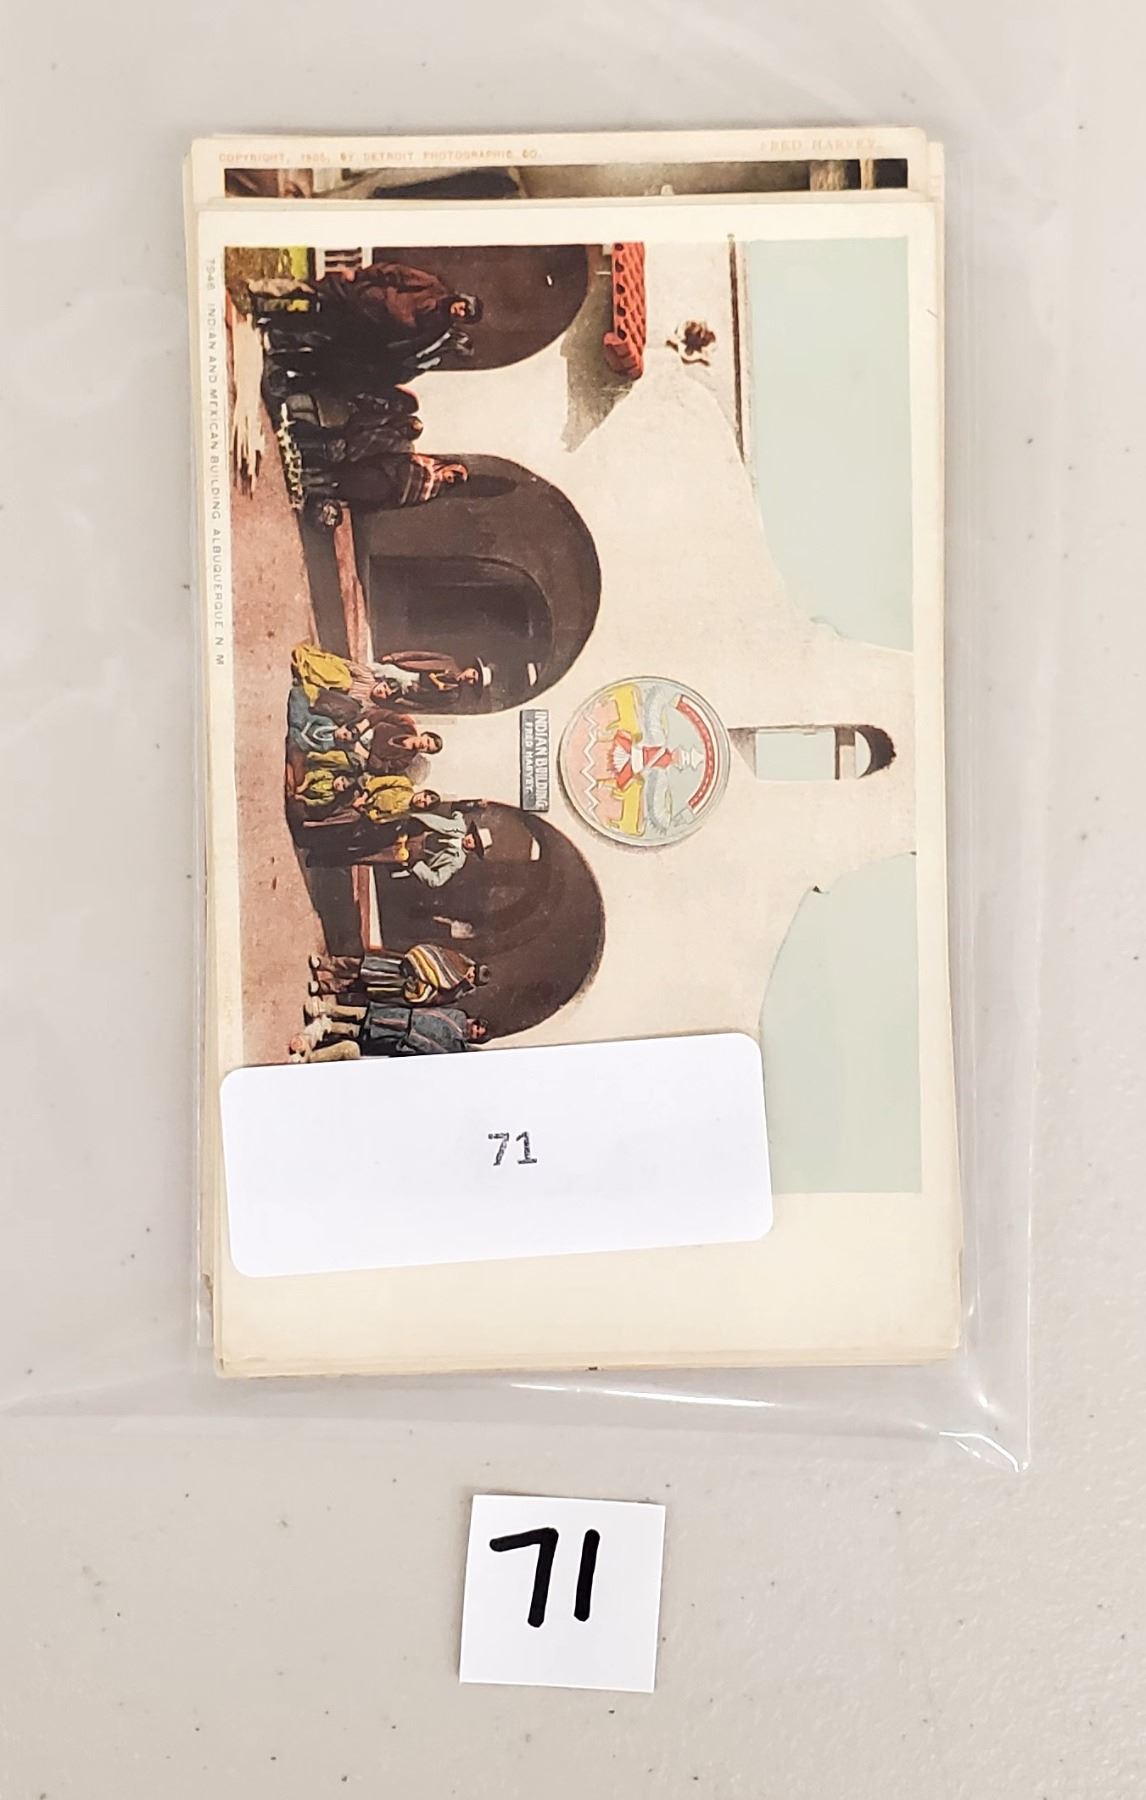 COPYRIGHT, 1905, BY DETROIT PHOTOGRAPHIC CO.
FRED HARVEY.
7946. INDIAN AND MEXICAN BUILDING, ALBUQUERQUE, N. M.
INDIAN BUILDING
FRED HARVEY.
71
71